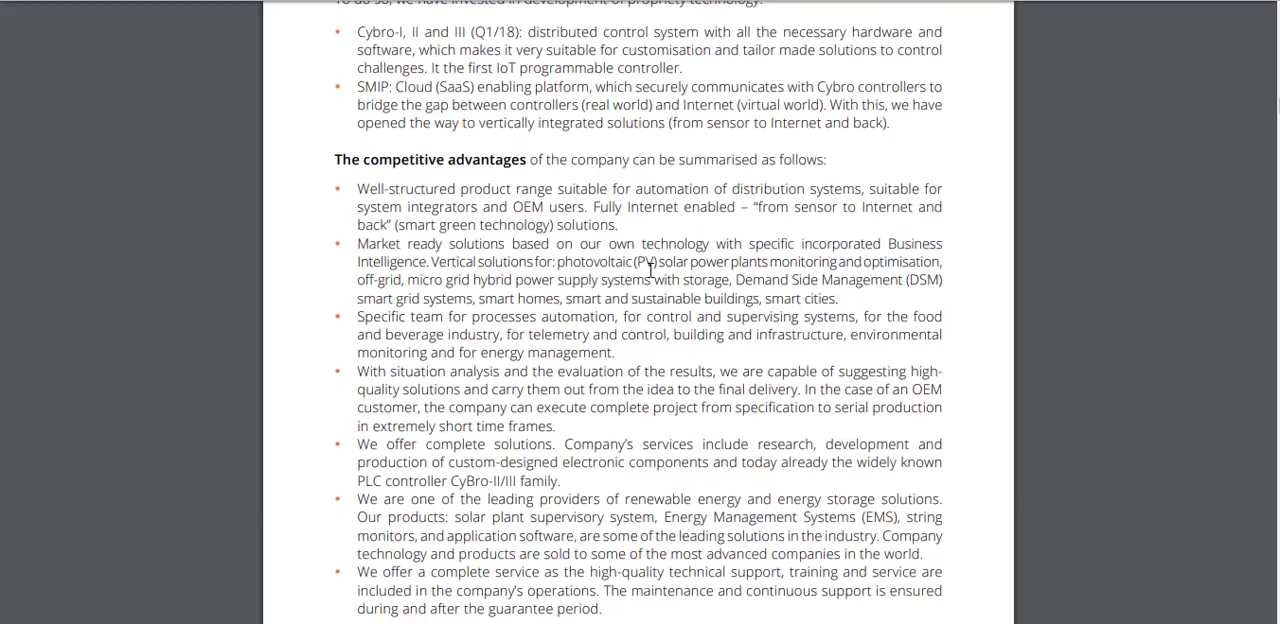 To do so, we have invested in development of propriety technology:
• Cybro-I, II and III (Q1/18): distributed control system with all the necessary hardware and
software, which makes it very suitable for customisation and tailor made solutions to control
challenges. It the first IoT programmable controller.
• SMIP: Cloud (SaaS) enabling platform, which securely communicates with Cybro controllers to
bridge the gap between controllers (real world) and Internet (virtual world). With this, we have
opened the way to vertically integrated solutions (from sensor to Internet and back).
The competitive advantages of the company can be summarised as follows:
• Well-structured product range suitable for automation of distribution systems, suitable for
system integrators and OEM users. Fully Internet enabled – “from sensor to Internet and
back” (smart green technology) solutions.
• Market ready solutions based on our own technology with specific incorporated Business
Intelligence. Vertical solutions for: photovoltaic (PV) solar power plants monitoring and optimisation,
off-grid, micro grid hybrid power supply systems with storage, Demand Side Management (DSM)
smart grid systems, smart homes, smart and sustainable buildings, smart cities.
• Specific team for processes automation, for control and supervising systems, for the food
and beverage industry, for telemetry and control, building and infrastructure, environmental
monitoring and for energy management.
• With situation analysis and the evaluation of the results, we are capable of suggesting high-
quality solutions and carry them out from the idea to the final delivery. In the case of an OEM
customer, the company can execute complete project from specification to serial production
in extremely short time frames.
• We offer complete solutions. Company’s services include research, development and
production of custom-designed electronic components and today already the widely known
PLC controller CyBro-II/III family.
• We are one of the leading providers of renewable energy and energy storage solutions.
Our products: solar plant supervisory system, Energy Management Systems (EMS), string
monitors, and application software, are some of the leading solutions in the industry. Company
technology and products are sold to some of the most advanced companies in the world.
• We offer a complete service as the high-quality technical support, training and service are
included in the company’s operations. The maintenance and continuous support is ensured
during and after the guarantee period.